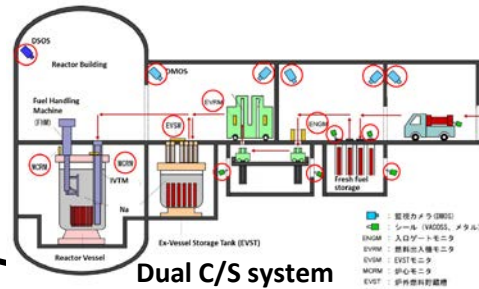 DSOS
Reactor Building
DMOS
Fuel Handling
Machine
(FHM)
EVRM
EVSM
ENGM
MCRM
MCRM
IVTM
Na
Fresh fuel
storage
Reactor Vessel
Ex-Vessel Storage Tank (EVST)
Dual C/S system
: 監視カメラ(DMOS)
: シール(VACOSS、メタル)
ENGM : 入口ゲートモニタ
EVRM : 燃料出入機モニタ
EVSM : EVSTモニタ
MCRM : 炉心モニタ
EVST : 炉外燃料貯蔵槽